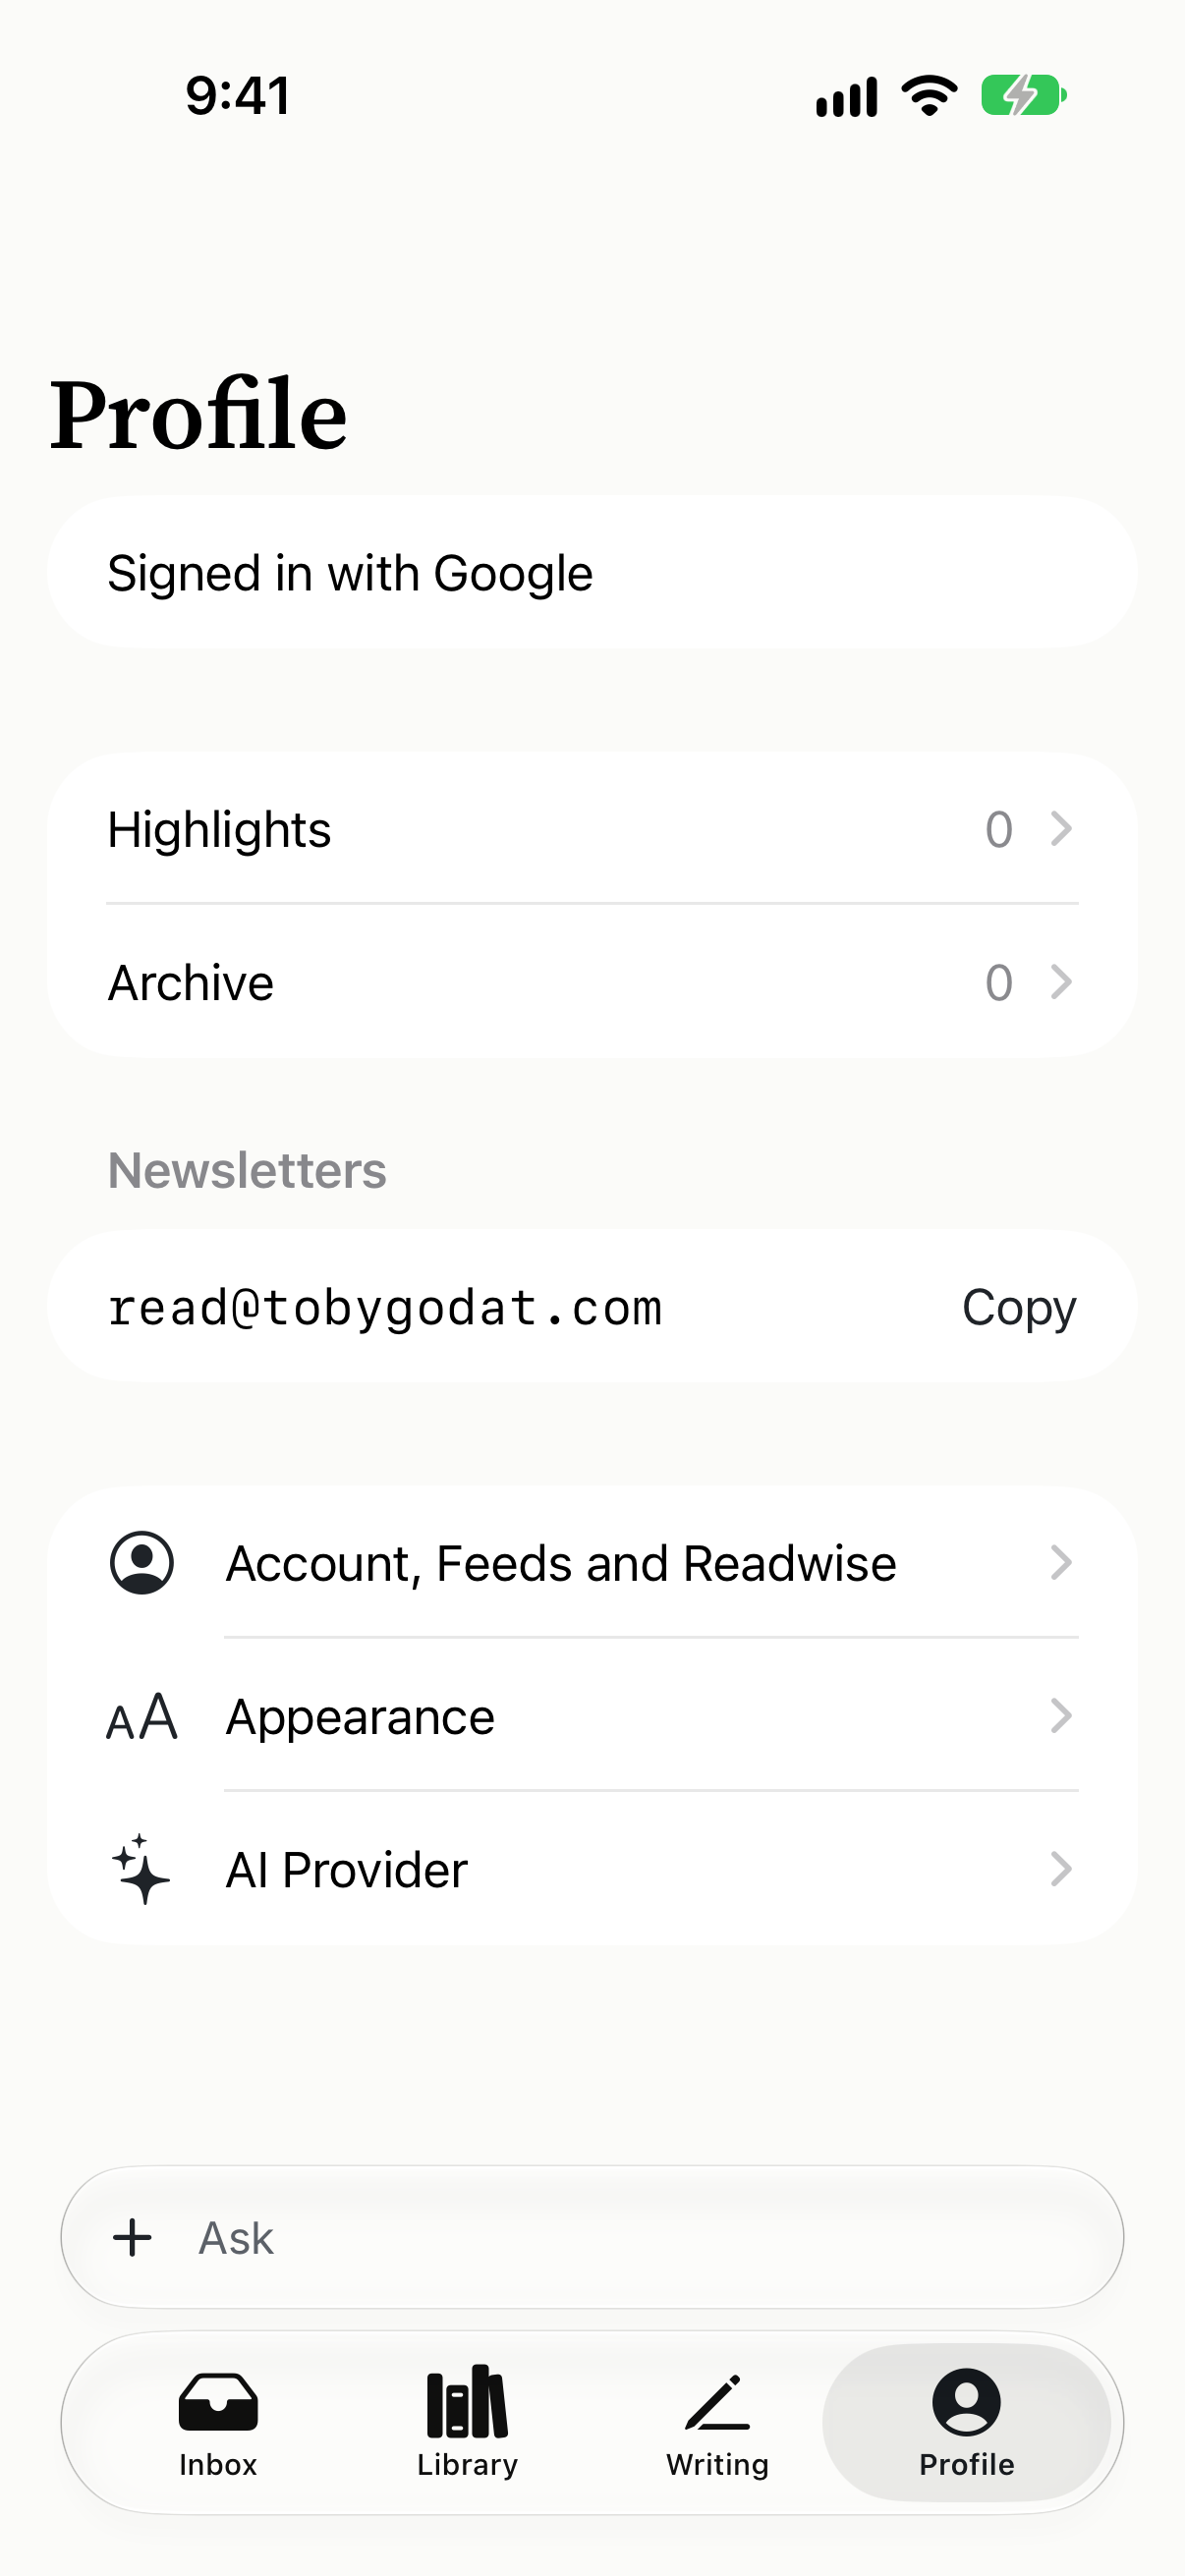 9:41
Profile
Signed in with Google
Highlights 0
Archive 0
Newsletters
read@tobygodat.com Copy
Account, Feeds and Readwise
AA Appearance
AI Provider
+ Ask
Inbox Library Writing Profile